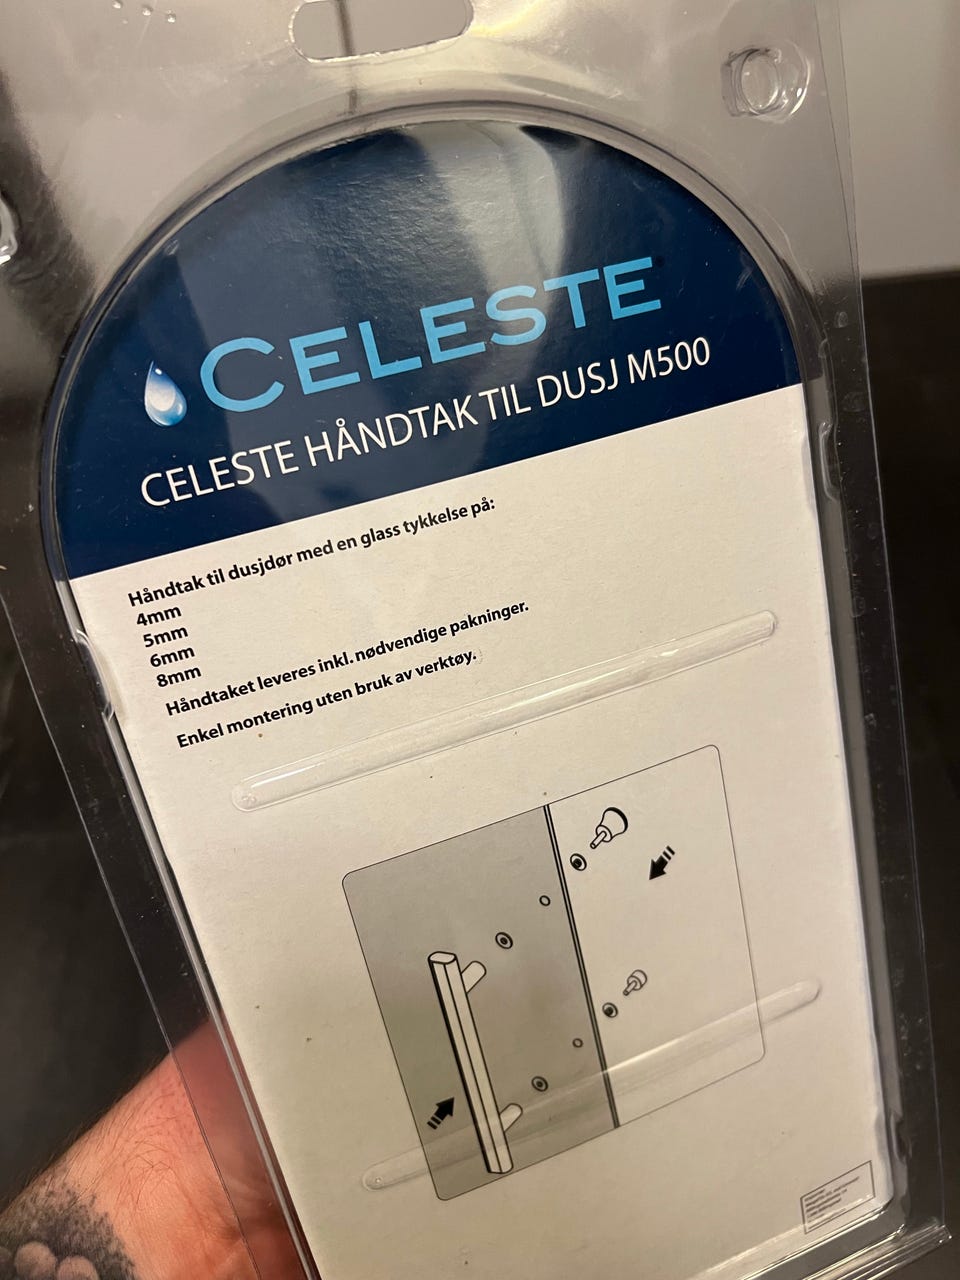 CELESTE
CELESTE HÅNDTAK TIL DUSJ M500
Håndtak til dusjdør med en glass tykkelse på:
4mm
5mm
6mm
8mm
Håndtaket leveres inkl. nødvendige pakninger.
Enkel montering uten bruk av verktøy.